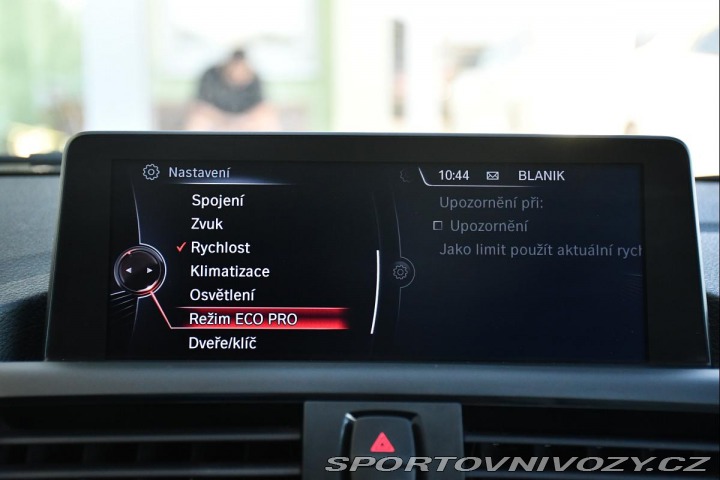 Nastavení
10:44 BLANIK
Spojení
Zvuk
Rychlost
Klimatizace
Osvětlení
Režim ECO PRO
Dveře/klíč
Upozornění při:
Upozornění
Jako limit použít aktuální rych
SPORTOVNIVOZY.CZ